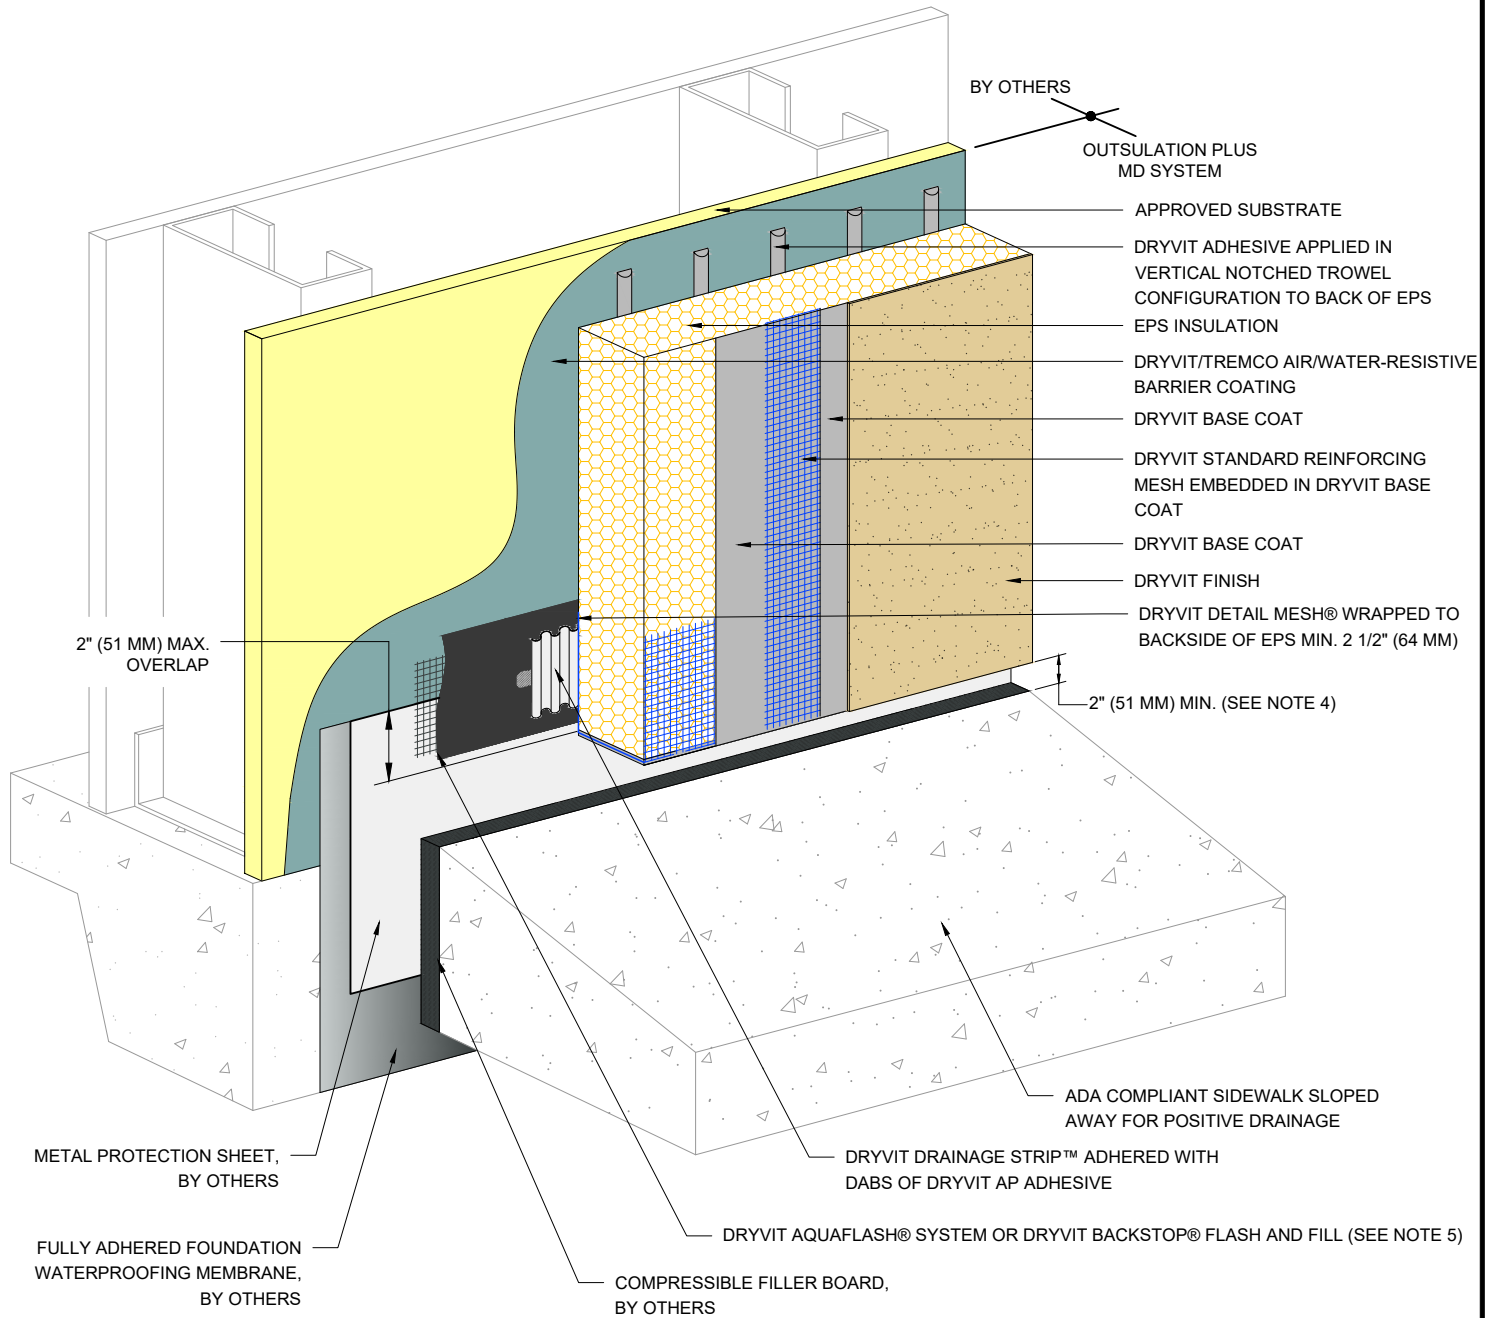 BY OTHERS
OUTSULATION PLUS
MD SYSTEM
APPROVED SUBSTRATE
DRYVIT ADHESIVE APPLIED IN
VERTICAL NOTCHED TROWEL
CONFIGURATION TO BACK OF EPS
EPS INSULATION
DRYVIT/TREMCO AIR/WATER-RESISTIVE
BARRIER COATING
DRYVIT BASE COAT
DRYVIT STANDARD REINFORCING
MESH EMBEDDED IN DRYVIT BASE
COAT
DRYVIT BASE COAT
DRYVIT FINISH
DRYVIT DETAIL MESH® WRAPPED TO
BACKSIDE OF EPS MIN. 2 1/2" (64 MM)
2" (51 MM) MAX.
OVERLAP
2" (51 MM) MIN. (SEE NOTE 4)
ADA COMPLIANT SIDEWALK SLOPED
AWAY FOR POSITIVE DRAINAGE
METAL PROTECTION SHEET,
BY OTHERS
DRYVIT DRAINAGE STRIP™ ADHERED WITH
DABS OF DRYVIT AP ADHESIVE
DRYVIT AQUAFLASH® SYSTEM OR DRYVIT BACKSTOP® FLASH AND FILL (SEE NOTE 5)
FULLY ADHERED FOUNDATION
WATERPROOFING MEMBRANE,
BY OTHERS
COMPRESSIBLE FILLER BOARD,
BY OTHERS